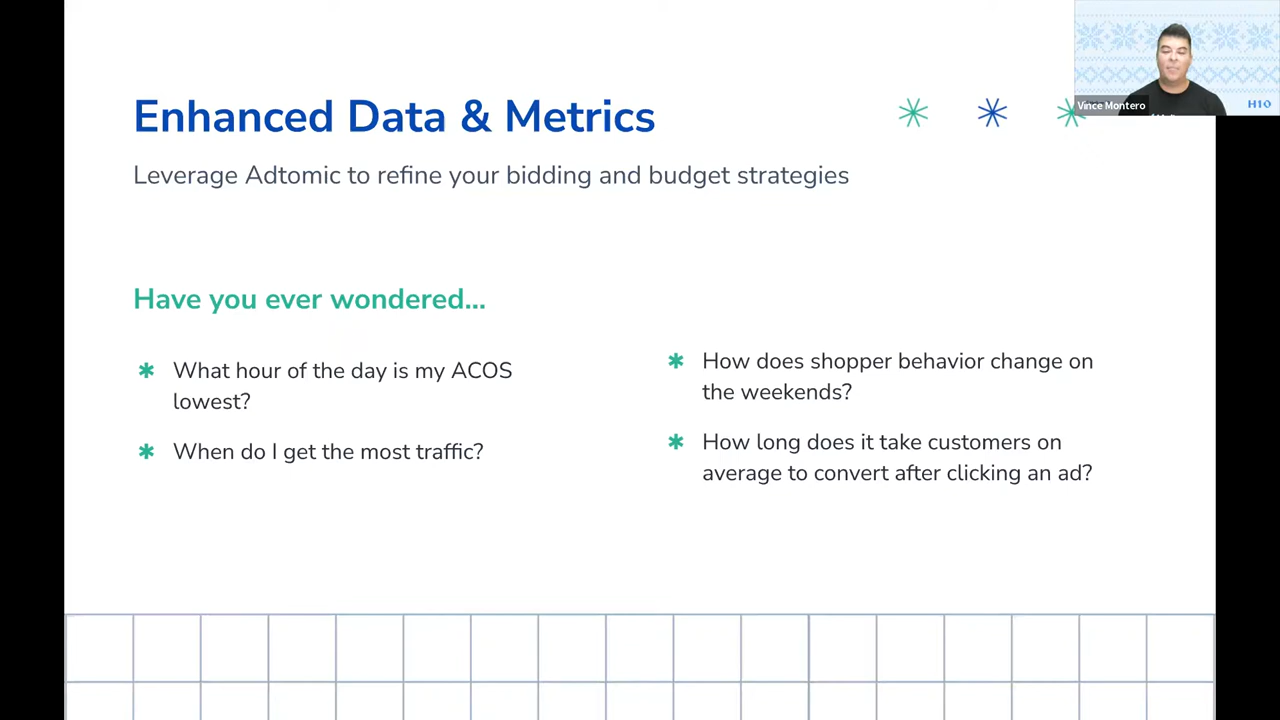 Enhanced Data & Metrics
Leverage Adtomic to refine your bidding and budget strategies
Vince Montero
H10
Have you ever wondered...
What hour of the day is my ACOS
lowest?
When do I get the most traffic?
How does shopper behavior change on
the weekends?
How long does it take customers on
average to convert after clicking an ad?